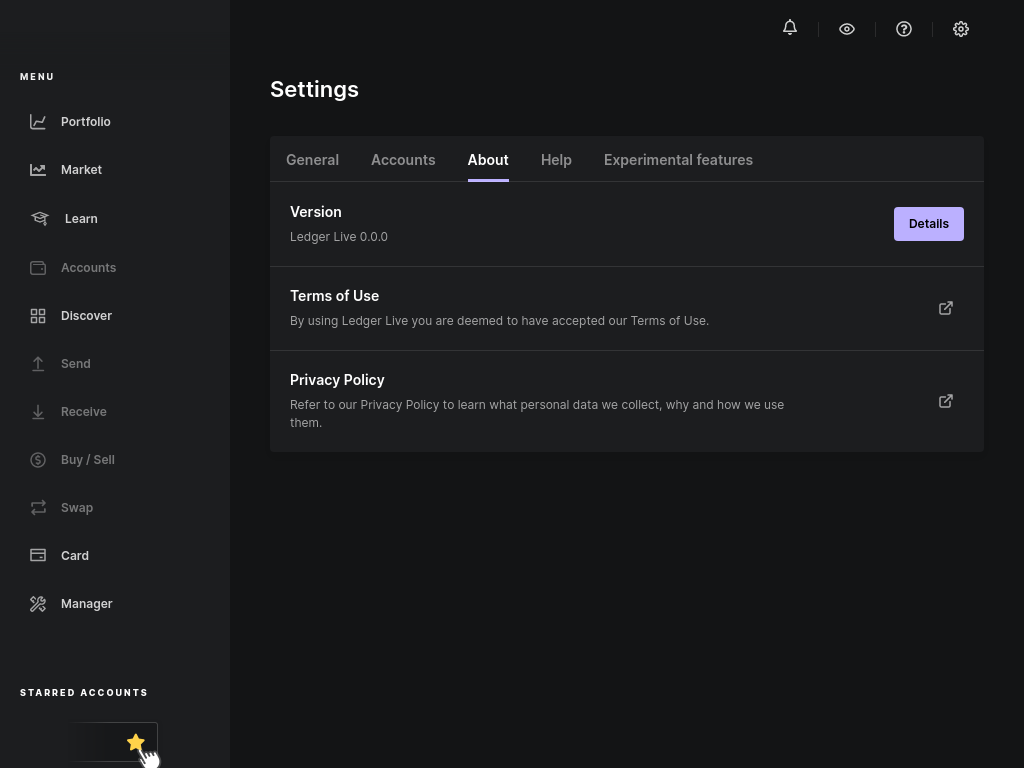 MENU
Portfolio
Market
Learn
Accounts
Discover
Send
Receive
Buy / Sell
Swap
Card
Manager
STARRED ACCOUNTS
Settings
General Accounts About Help Experimental features
Version
Ledger Live 0.0.0
Details
Terms of Use
By using Ledger Live you are deemed to have accepted our Terms of Use.
Privacy Policy
Refer to our Privacy Policy to learn what personal data we collect, why and how we use
them.